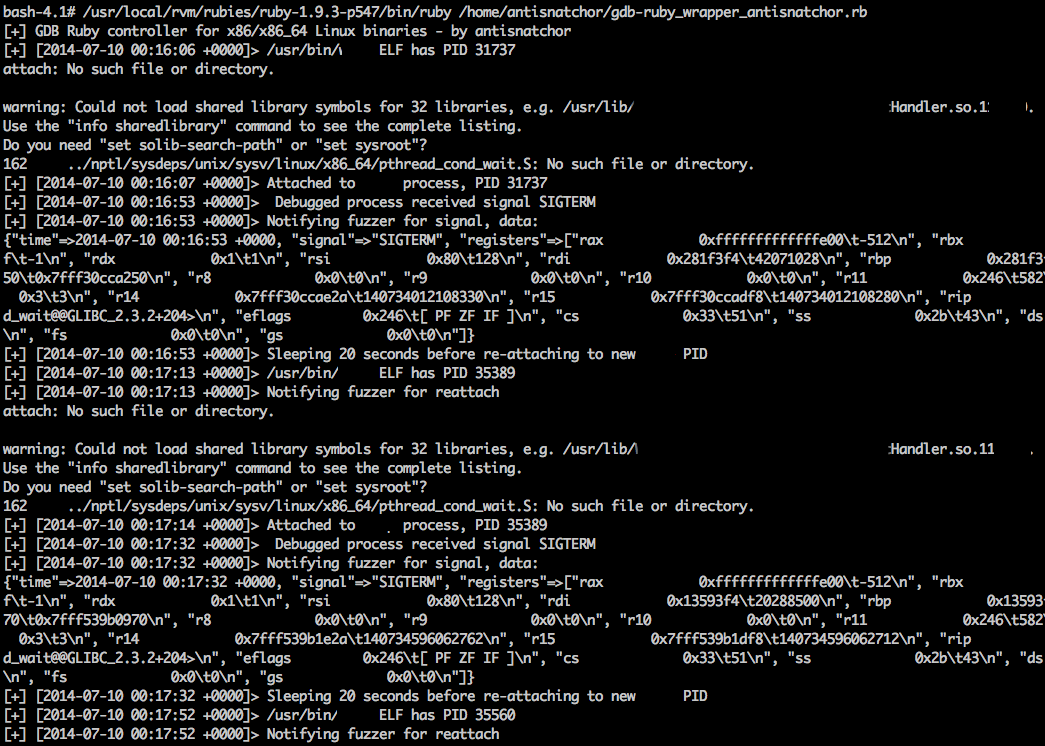 bash-4.1# /usr/local/rvm/rubies/ruby-1.9.3-p547/bin/ruby /home/antisnatchor/gdb-ruby_wrapper_antisnatchor.rb
[+] GDB Ruby controller for x86/x86_64 Linux binaries - by antisnatchor
[+] [2014-07-10 00:16:06 +0000]> /usr/bin/ ELF has PID 31737
attach: No such file or directory.
warning: Could not load shared library symbols for 32 libraries, e.g. /usr/lib/ Handler.so.1 .
Use the "info sharedlibrary" command to see the complete listing.
Do you need "set solib-search-path" or "set sysroot"?
162 ../nptl/sysdeps/unix/sysv/linux/x86_64/pthread_cond_wait.S: No such file or directory.
[+] [2014-07-10 00:16:07 +0000]> Attached to process, PID 31737
[+] [2014-07-10 00:16:53 +0000]> Debugged process received signal SIGTERM
[+] [2014-07-10 00:16:53 +0000]> Notifying fuzzer for signal, data:
{"time"=>2014-07-10 00:16:53 +0000, "signal"=>"SIGTERM", "registers"=>["rax 0xfffffffffffffe00\t-512\n", "rbx
f\t-1\n", "rdx 0x1\t1\n", "rsi 0x80\t128\n", "rdi 0x281f3f4\t42071028\n", "rbp 0x281f3f
50\t0x7fff30cca250\n", "r8 0x0\t0\n", "r9 0x0\t0\n", "r10 0x0\t0\n", "r11 0x246\t582
0x3\t3\n", "r14 0x7fff30ccae2a\t140734012108330\n", "r15 0x7fff30ccadf8\t140734012108280\n", "rip
d_wait@@GLIBC_2.3.2+204>\n", "eflags 0x246\t[ PF ZF IF ]\n", "cs 0x33\t51\n", "ss 0x2b\t43\n", "ds
\n", "fs 0x0\t0\n", "gs 0x0\t0\n"]}
[+] [2014-07-10 00:16:53 +0000]> Sleeping 20 seconds before re-attaching to new PID
[+] [2014-07-10 00:17:13 +0000]> /usr/bin/ ELF has PID 35389
[+] [2014-07-10 00:17:13 +0000]> Notifying fuzzer for reattach
attach: No such file or directory.
warning: Could not load shared library symbols for 32 libraries, e.g. /usr/lib/ Handler.so.11 .
Use the "info sharedlibrary" command to see the complete listing.
Do you need "set solib-search-path" or "set sysroot"?
162 ../nptl/sysdeps/unix/sysv/linux/x86_64/pthread_cond_wait.S: No such file or directory.
[+] [2014-07-10 00:17:14 +0000]> Attached to process, PID 35389
[+] [2014-07-10 00:17:32 +0000]> Debugged process received signal SIGTERM
[+] [2014-07-10 00:17:32 +0000]> Notifying fuzzer for signal, data:
{"time"=>2014-07-10 00:17:32 +0000, "signal"=>"SIGTERM", "registers"=>["rax 0xfffffffffffffe00\t-512\n", "rbx
f\t-1\n", "rdx 0x1\t1\n", "rsi 0x80\t128\n", "rdi 0x13593f4\t20288500\n", "rbp 0x13593f
70\t0x7fff539b0970\n", "r8 0x0\t0\n", "r9 0x0\t0\n", "r10 0x0\t0\n", "r11 0x246\t582
0x3\t3\n", "r14 0x7fff539b1e2a\t140734596062762\n", "r15 0x7fff539b1df8\t140734596062712\n", "rip
d_wait@@GLIBC_2.3.2+204>\n", "eflags 0x246\t[ PF ZF IF ]\n", "cs 0x33\t51\n", "ss 0x2b\t43\n", "ds
\n", "fs 0x0\t0\n", "gs 0x0\t0\n"]}
[+] [2014-07-10 00:17:32 +0000]> Sleeping 20 seconds before re-attaching to new PID
[+] [2014-07-10 00:17:52 +0000]> /usr/bin/ ELF has PID 35560
[+] [2014-07-10 00:17:52 +0000]> Notifying fuzzer for reattach